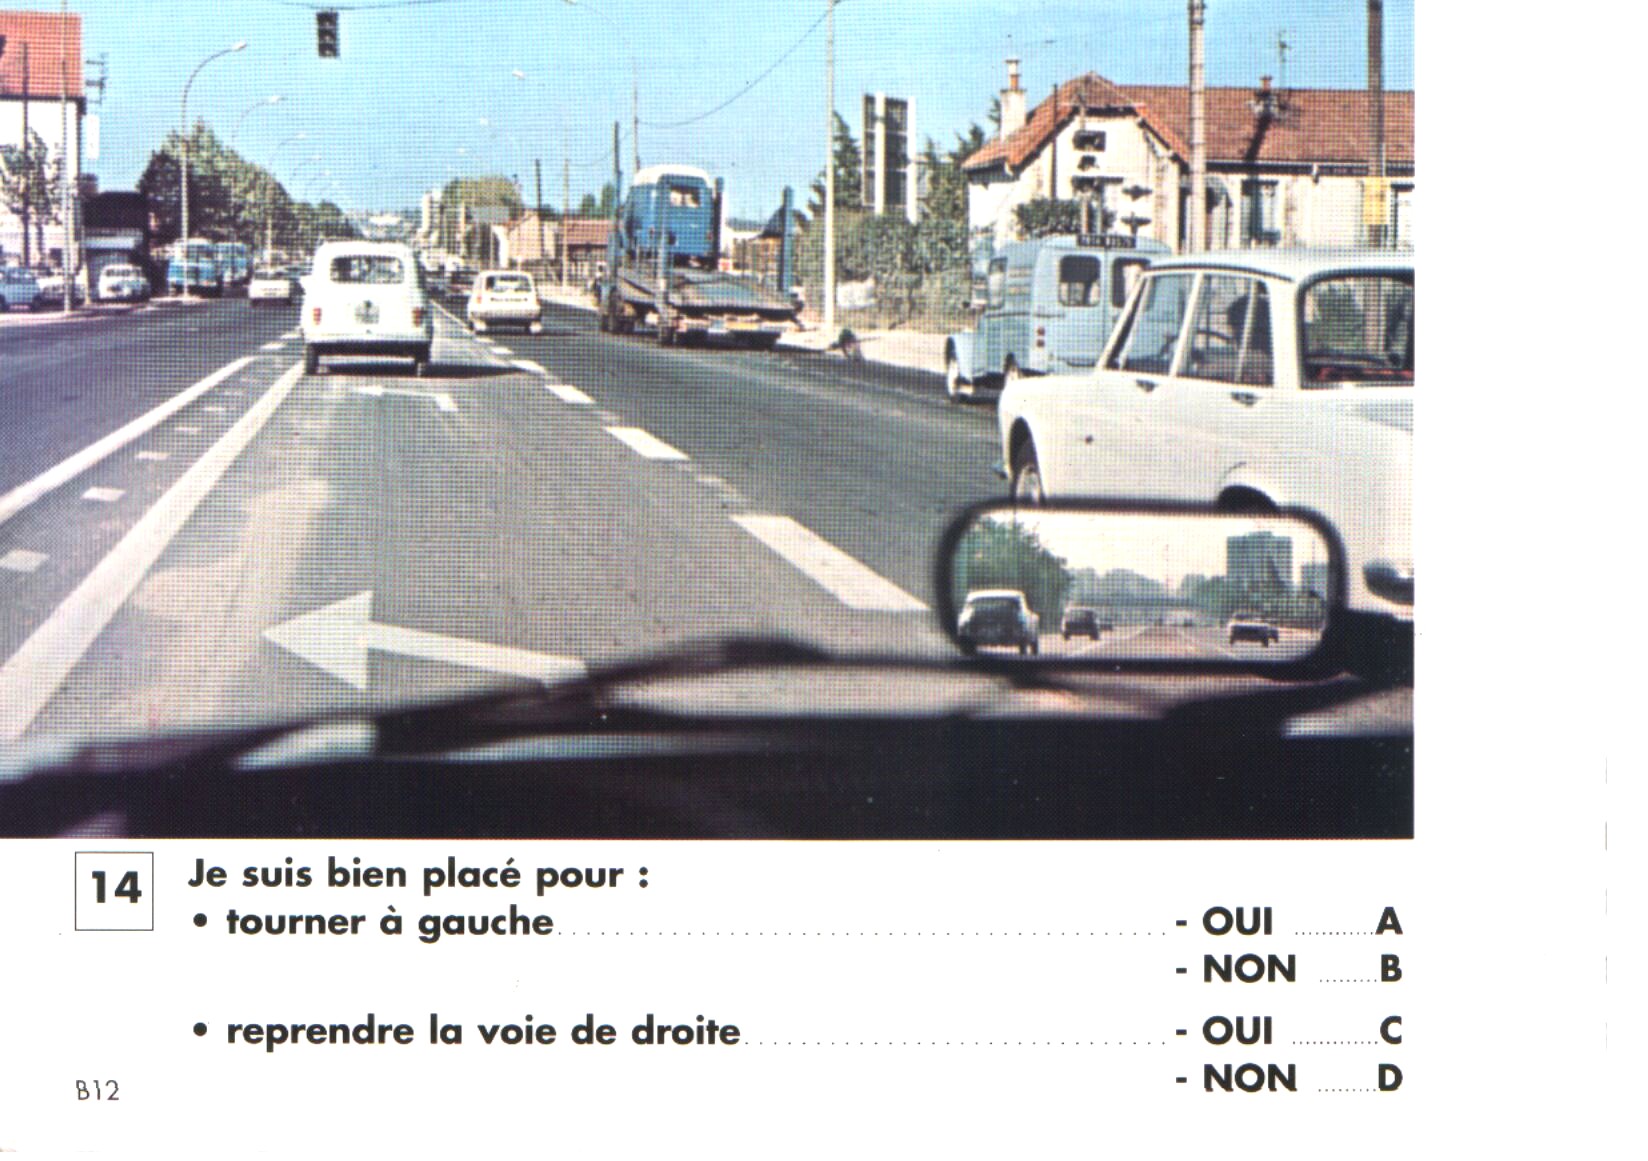 14 Je suis bien placé pour :
• tourner à gauche - OUI A
- NON B
• reprendre la voie de droite - OUI C
- NON D
B12